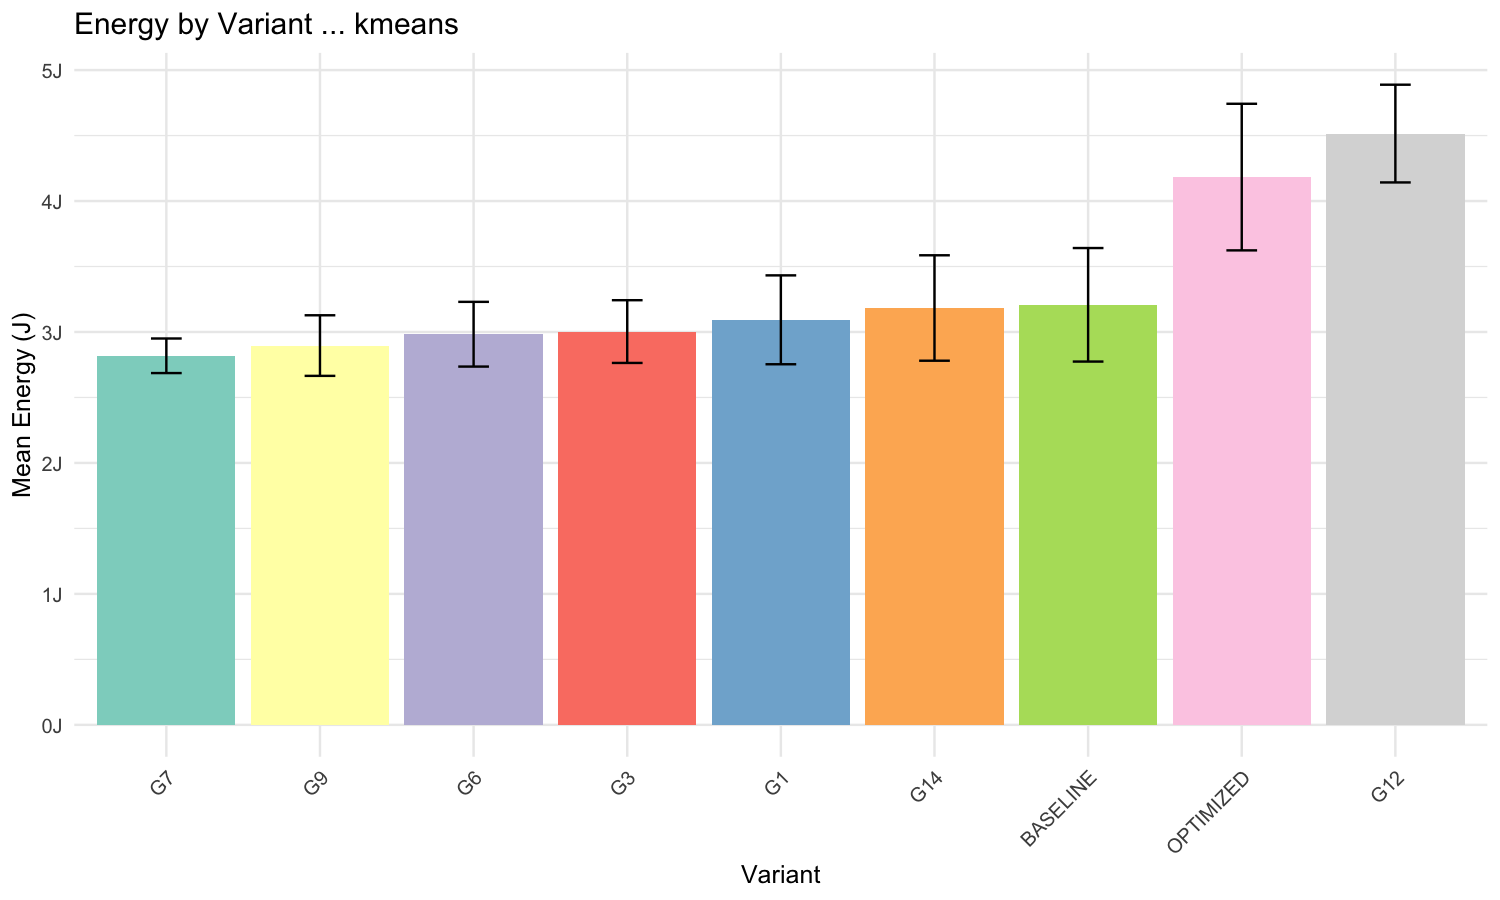 Energy by Variant ... kmeans
Mean Energy (J)
5J
4J
3J
2J
1J
0J
G7
G9
G6
G3
G1
G14
BASELINE
OPTIMIZED
G12
Variant